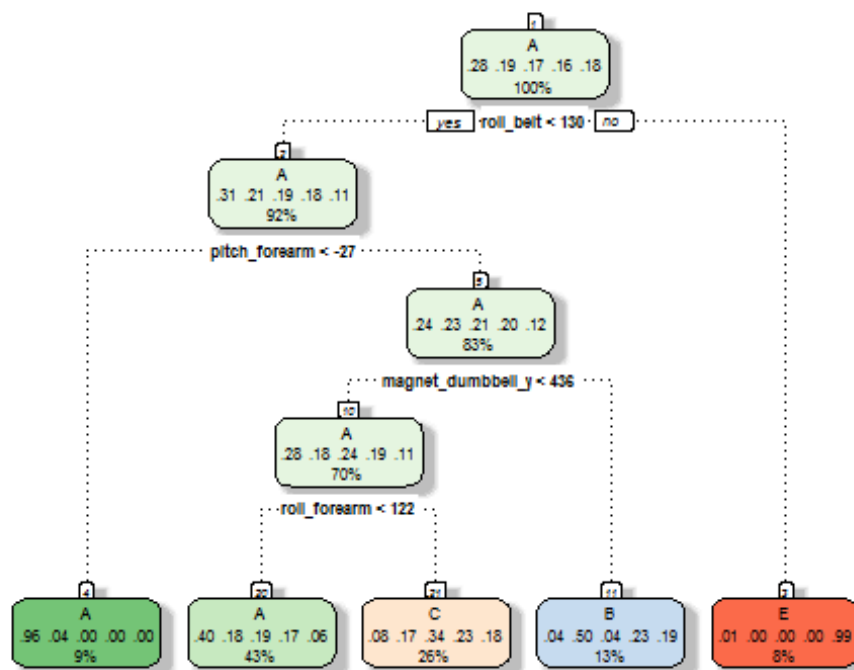 1
A
.28 .19 .17 .16 .18
100%
yes roll_belt < 130 no
2
A
.31 .21 .19 .18 .11
92%
pitch_forearm < -27
5
A
.24 .23 .21 .20 .12
83%
magnet_dumbbell_y < 436
10
A
.28 .18 .24 .19 .11
70%
roll_forearm < 122
4
A
.96 .04 .00 .00 .00
9%
20
A
.40 .18 .19 .17 .06
43%
21
C
.08 .17 .34 .23 .18
26%
11
B
.04 .50 .04 .23 .19
13%
3
E
.01 .00 .00 .00 .99
8%